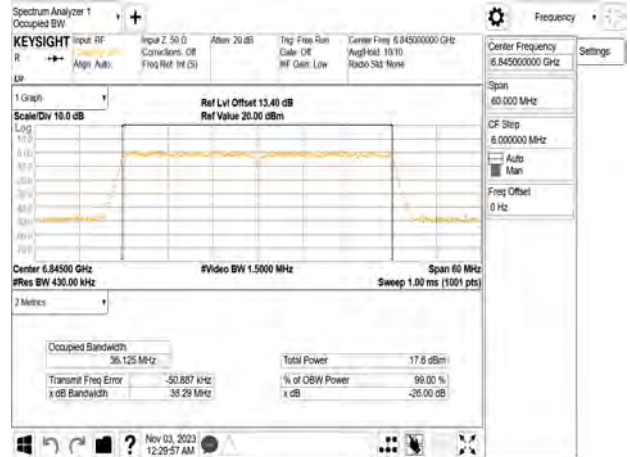 Spectrum Analyzer 1
Occupied BW
Frequency
KEYSIGHT
Input: RF
Input Z: 50 Ω
Atten: 20 dB
Trig: Free Run
Center Freq: 6.845000000 GHz
R
Corrections: Off
Gate: Off
Avg|Hold: 10/10
Align: Auto
Freq Ref: Int (S)
#IF Gain: Low
Radio Std: None
Center Frequency
6.845000000 GHz
Settings
Span
60.000 MHz
CF Step
6.000000 MHz
Auto
Man
Freq Offset
0 Hz
1 Graph
Scale/Div 10.0 dB
Ref Lvl Offset 13.40 dB
Ref Value 20.00 dBm
Log
Center 6.84500 GHz
#Video BW 1.5000 MHz
Span 60 MHz
#Res BW 430.00 kHz
Sweep 1.00 ms (1001 pts)
2 Metrics
Occupied Bandwidth
36.125 MHz
Total Power
17.6 dBm
Transmit Freq Error
-50.887 kHz
% of OBW Power
99.00 %
x dB Bandwidth
38.29 MHz
x dB
-26.00 dB
Nov 03, 2023
12:29:57 AM